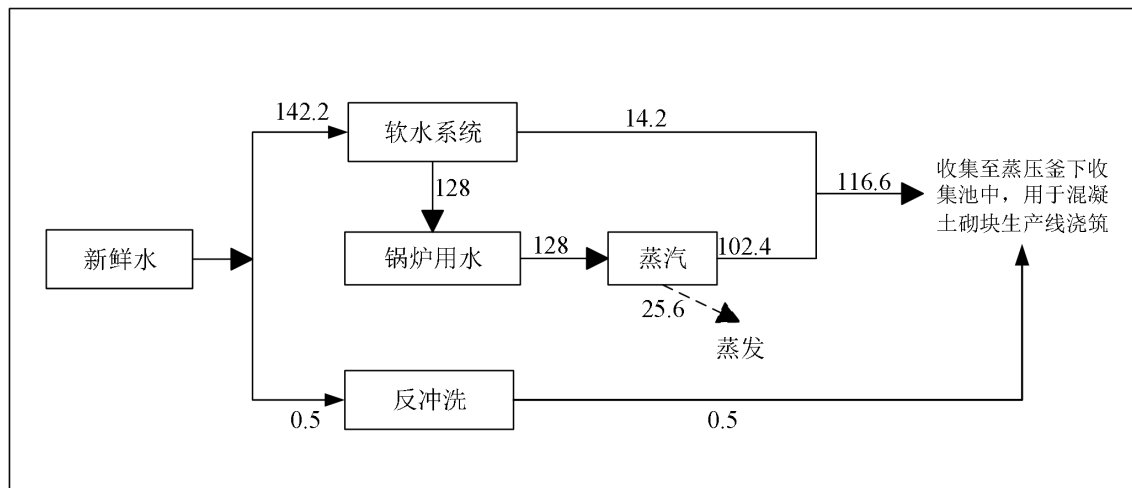 142.2
软水系统
14.2
128
116.6
收集至蒸压釜下收
集池中，用于混凝
土砌块生产线浇筑
新鲜水
锅炉用水
128
蒸汽
102.4
25.6
蒸发
0.5
反冲洗
0.5